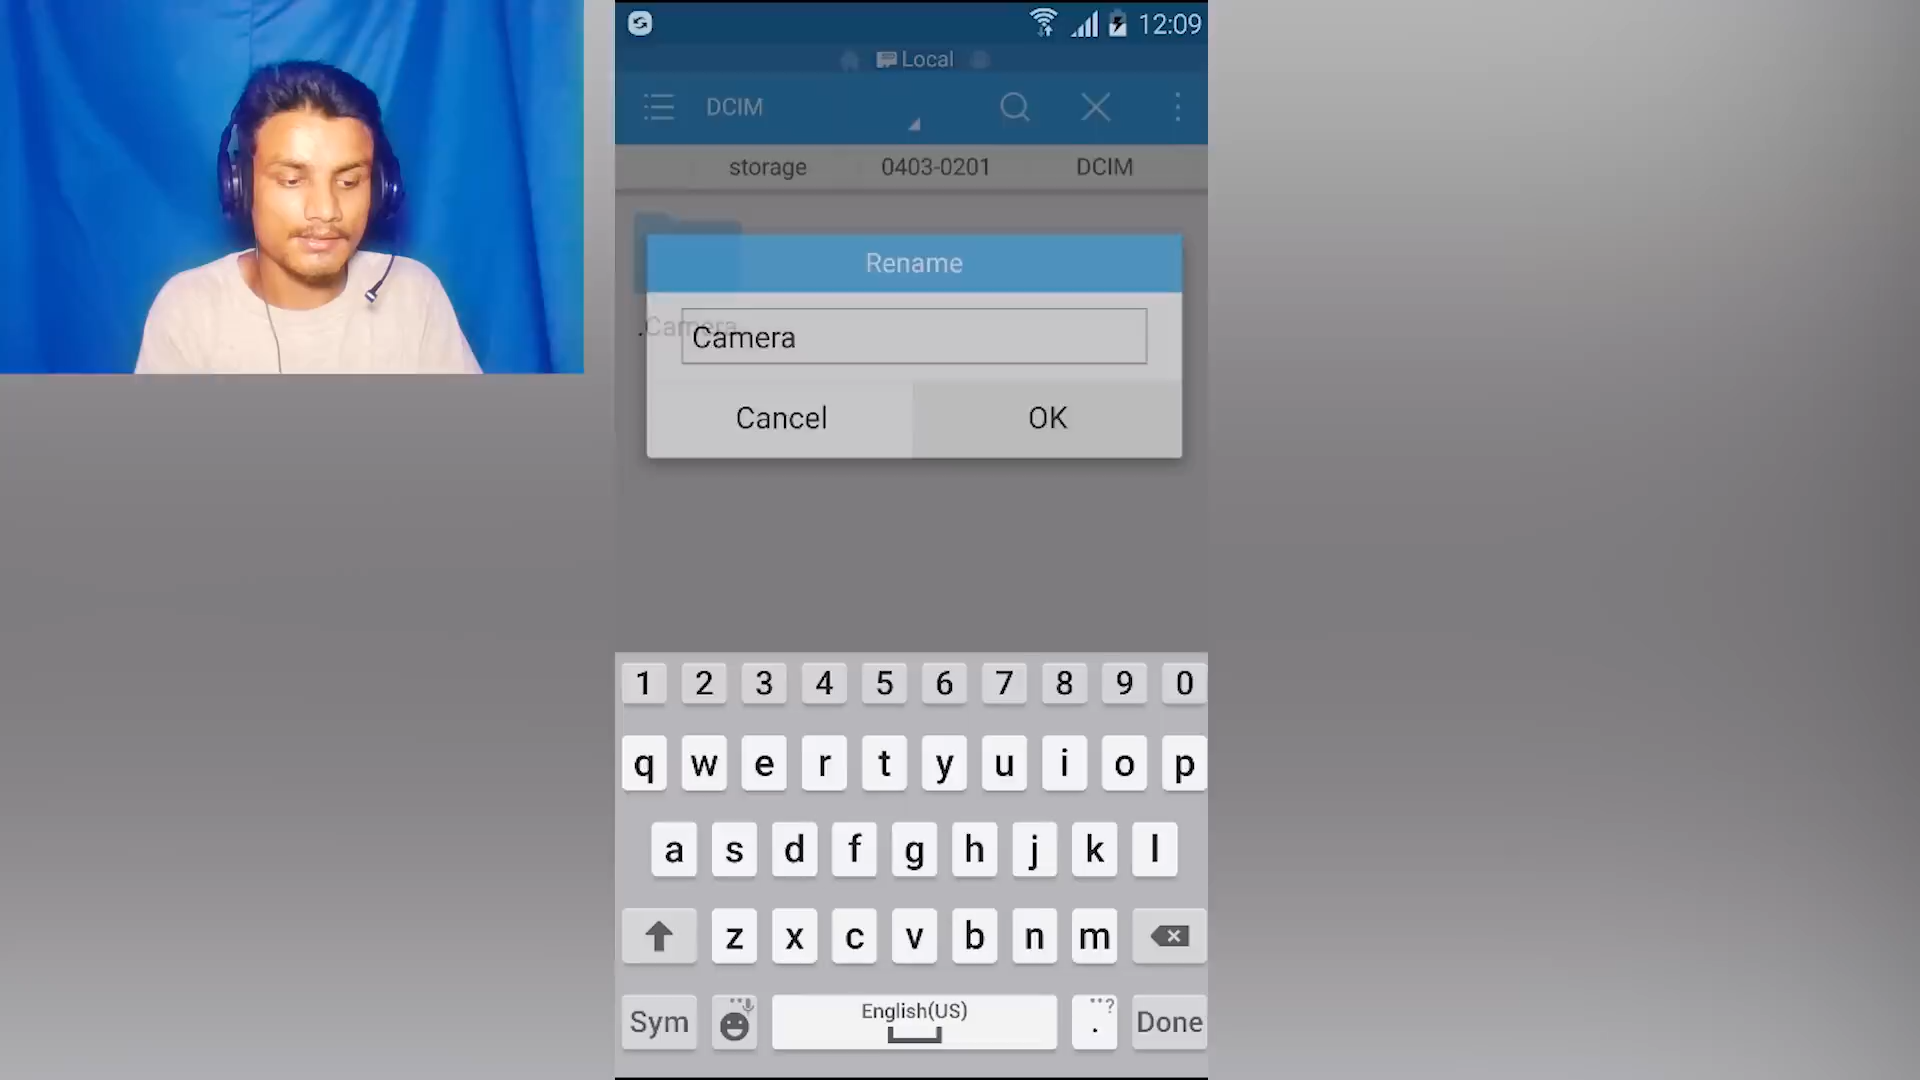 12:09
Local
DCIM
storage 0403-0201 DCIM
Rename
.Camera
Camera
Cancel OK
1 2 3 4 5 6 7 8 9 0
q w e r t y u i o p
a s d f g h j k l
z x c v b n m
Sym English(US) . ? Done